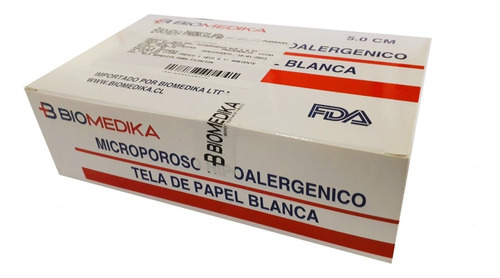 BIOMEDIKA
5.0 CM
OALERGENICO
- BLANCA
IMPORTADO POR BIOMEDIKA
WWW.BIOMEDIKA.CL
FDA
BIOMEDIKA
BIOMEDIKA
MICROPOROSO OALERGENICO
TELA DE PAPEL BLANCA